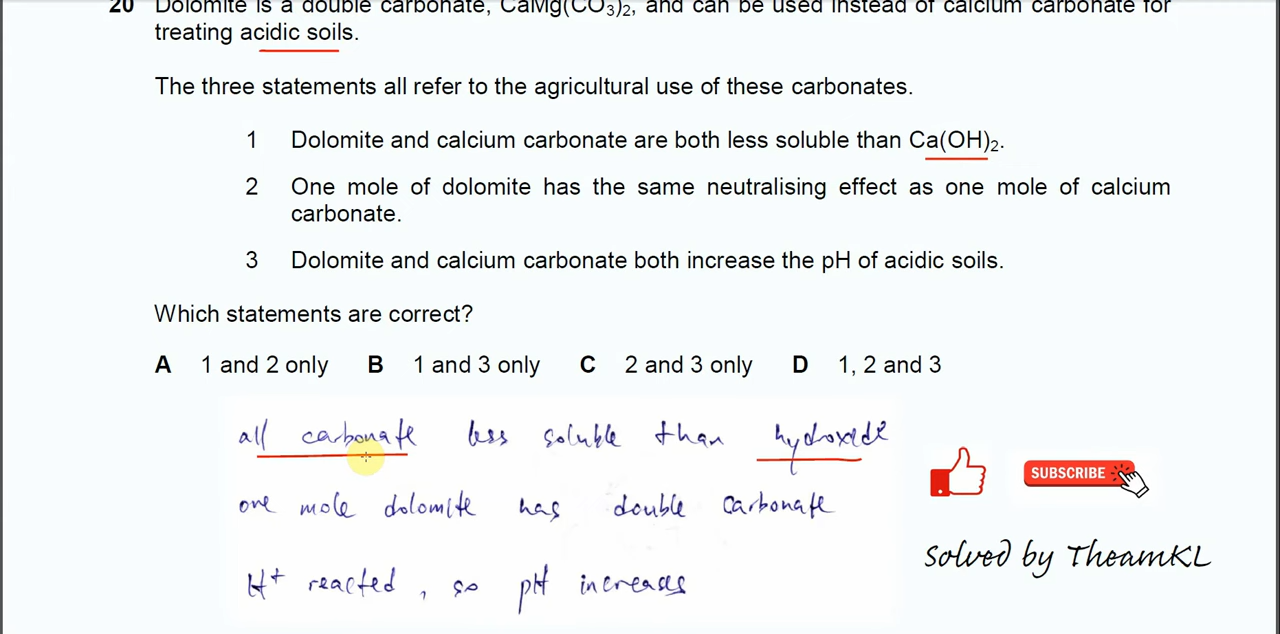 20 Dolomite is a double carbonate, CaMg(CO₃)₂, and can be used instead of calcium carbonate for
treating acidic soils.
The three statements all refer to the agricultural use of these carbonates.
1 Dolomite and calcium carbonate are both less soluble than Ca(OH)₂.
2 One mole of dolomite has the same neutralising effect as one mole of calcium
carbonate.
3 Dolomite and calcium carbonate both increase the pH of acidic soils.
Which statements are correct?
A 1 and 2 only B 1 and 3 only C 2 and 3 only D 1, 2 and 3
all carbonate less soluble than hydroxide
one mole dolomite has double carbonate
H⁺ reacted, so pH increases
SUBSCRIBE
Solved by TheamKL